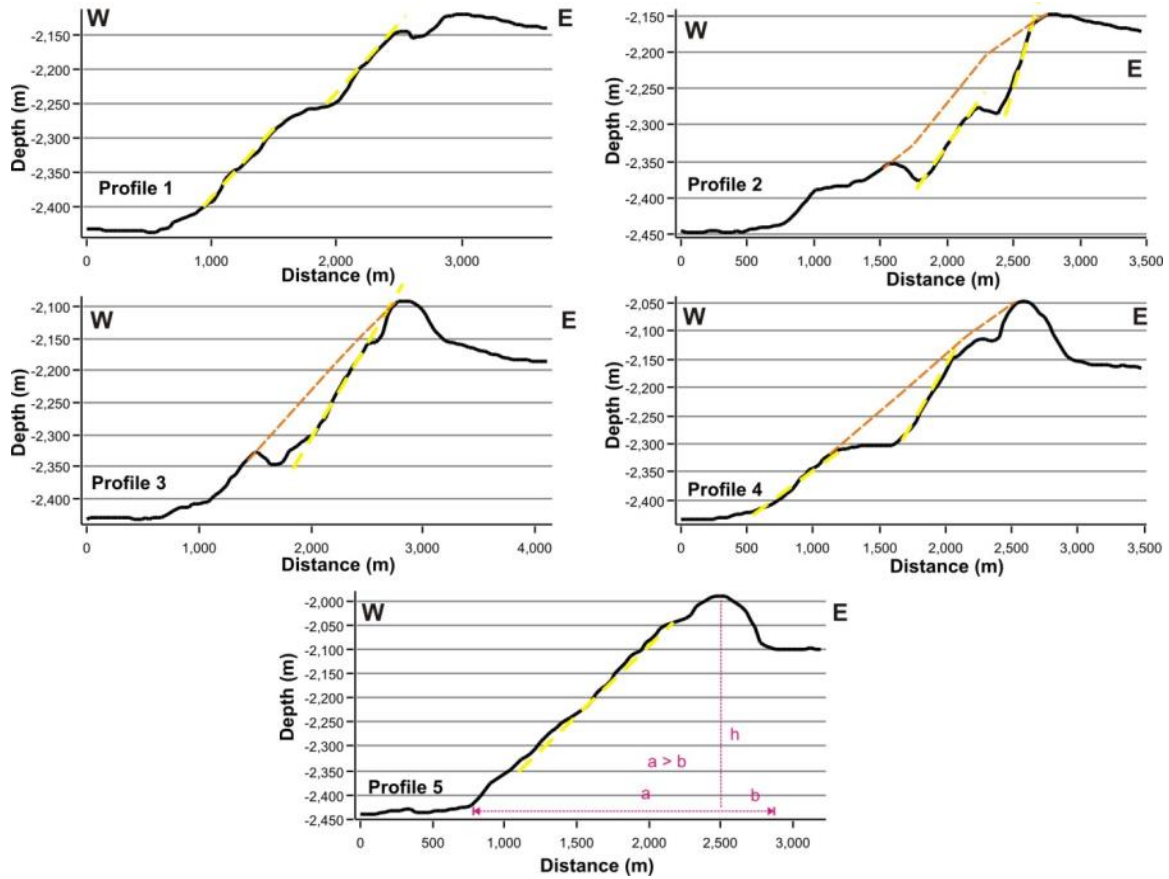 W E
-2,150
-2,200
-2,250
-2,300
-2,350
-2,400
Depth (m)
Profile 1
0 1,000 2,000 3,000
Distance (m)
W
E
-2,150
-2,200
-2,250
-2,300
-2,350
-2,400
-2,450
Depth (m)
Profile 2
0 500 1,000 1,500 2,000 2,500 3,000 3,500
Distance (m)
W E
-2,100
-2,150
-2,200
-2,250
-2,300
-2,350
-2,400
Depth (m)
Profile 3
0 1,000 2,000 3,000 4,000
Distance (m)
W E
-2,050
-2,100
-2,150
-2,200
-2,250
-2,300
-2,350
-2,400
Depth (m)
Profile 4
0 500 1,000 1,500 2,000 2,500 3,000 3,500
Distance (m)
W E
-2,000
-2,050
-2,100
-2,150
-2,200
-2,250
-2,300
-2,350
-2,400
-2,450
Depth (m)
h
a > b
Profile 5
a b
0 500 1,000 1,500 2,000 2,500 3,000
Distance (m)